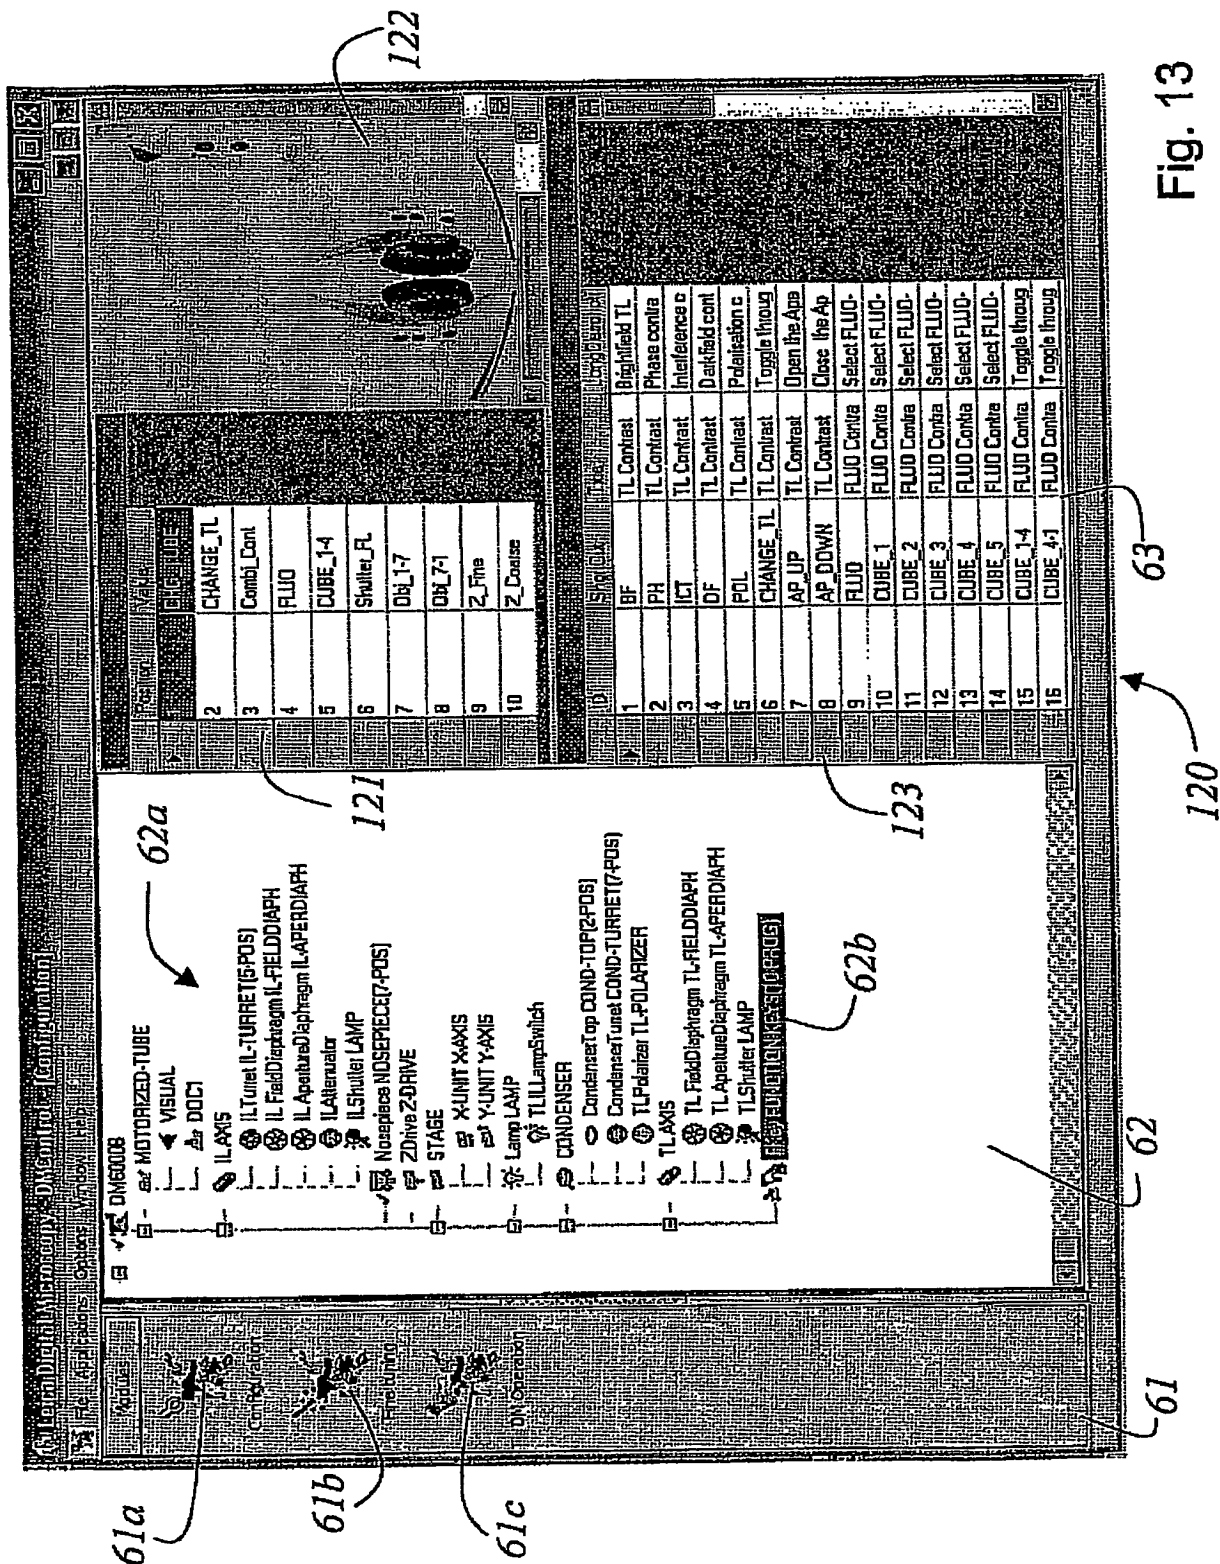 Leica Digital Microscopy - DMControl - [Configuration]
File Applications Options Window Help
Modules
Configuration
Fine tuning
DM Operation
DM6000B
MOTORIZED-TUBE
VISUAL
DOC1
IL AXIS
ILTurret IL-TURRET(5-POS)
IL FieldDiaphragm IL-FIELDDIAPH
IL ApertureDiaphragm IL-APERDIAPH
ILAttenuator
ILShutter LAMP
Nosepiece NOSEPIECE(7-POS)
ZDrive Z-DRIVE
STAGE
X-UNIT X-AXIS
Y-UNIT Y-AXIS
Lamp LAMP
TLILLampSwitch
CONDENSER
CondenserTop COND-TOP(2-POS)
CondenserTurret COND-TURRET(7-POS)
TLPolarizer TL-POLARIZER
TL AXIS
TL FieldDiaphragm TL-FIELDDIAPH
TL ApertureDiaphragm TL-APERDIAPH
TLShutter LAMP
Position Value
2 CHANGE_TL
3 Combi_Cont
4 FLUO
5 CUBE_1-4
6 Shutter_FL
7 Obj_1-7
8 Obj_7-1
9 Z_Fine
10 Z_Coarse
1 BF TL Contrast Brightfield TL
2 PH TL Contrast Phase contra
3 ICT TL Contrast Interference c
4 DF TL Contrast Darkfield cont
5 POL TL Contrast Polarisation c
6 CHANGE_TL TL Contrast Toggle throug
7 AP_UP TL Contrast Open the Ape
8 AP_DOWN TL Contrast Close the Ap
9 FLUO FLUO Contra Select FLUO-
10 CUBE_1 FLUO Contra Select FLUO-
11 CUBE_2 FLUO Contra Select FLUO-
12 CUBE_3 FLUO Contra Select FLUO-
13 CUBE_4 FLUO Contra Select FLUO-
14 CUBE_5 FLUO Contra Select FLUO-
15 CUBE_1-4 FLUO Contra Toggle throug
16 CUBE_4-1 FLUO Contra Toggle throug
61a
61b
61c
61
62a
62b
62
121
122
123
63
120
Fig. 13